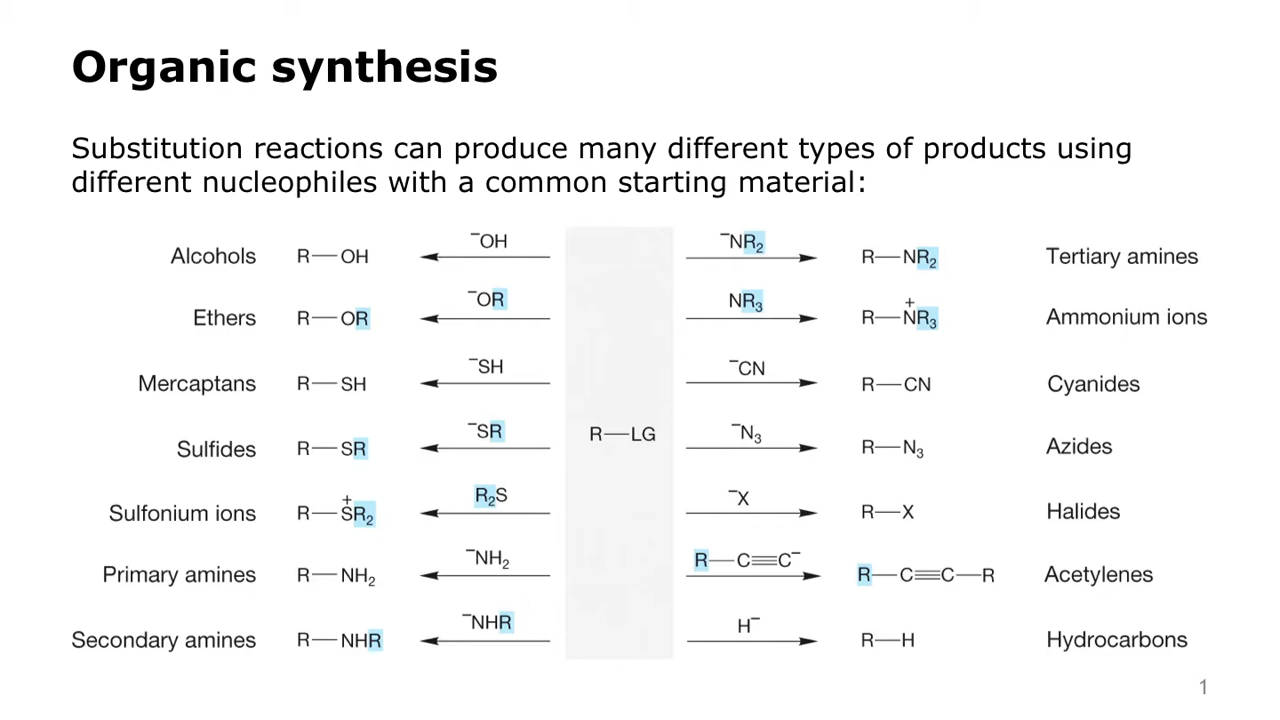 Organic synthesis
Substitution reactions can produce many different types of products using
different nucleophiles with a common starting material:
Alcohols R—OH ⁻OH ⁻NR₂ R—NR₂ Tertiary amines
Ethers R—OR ⁻OR NR₃ R—N⁺R₃ Ammonium ions
Mercaptans R—SH ⁻SH ⁻CN R—CN Cyanides
Sulfides R—SR ⁻SR R—LG ⁻N₃ R—N₃ Azides
Sulfonium ions R—S⁺R₂ R₂S ⁻X R—X Halides
Primary amines R—NH₂ ⁻NH₂ R—C≡C⁻ R—C≡C—R Acetylenes
Secondary amines R—NHR ⁻NHR H⁻ R—H Hydrocarbons
1